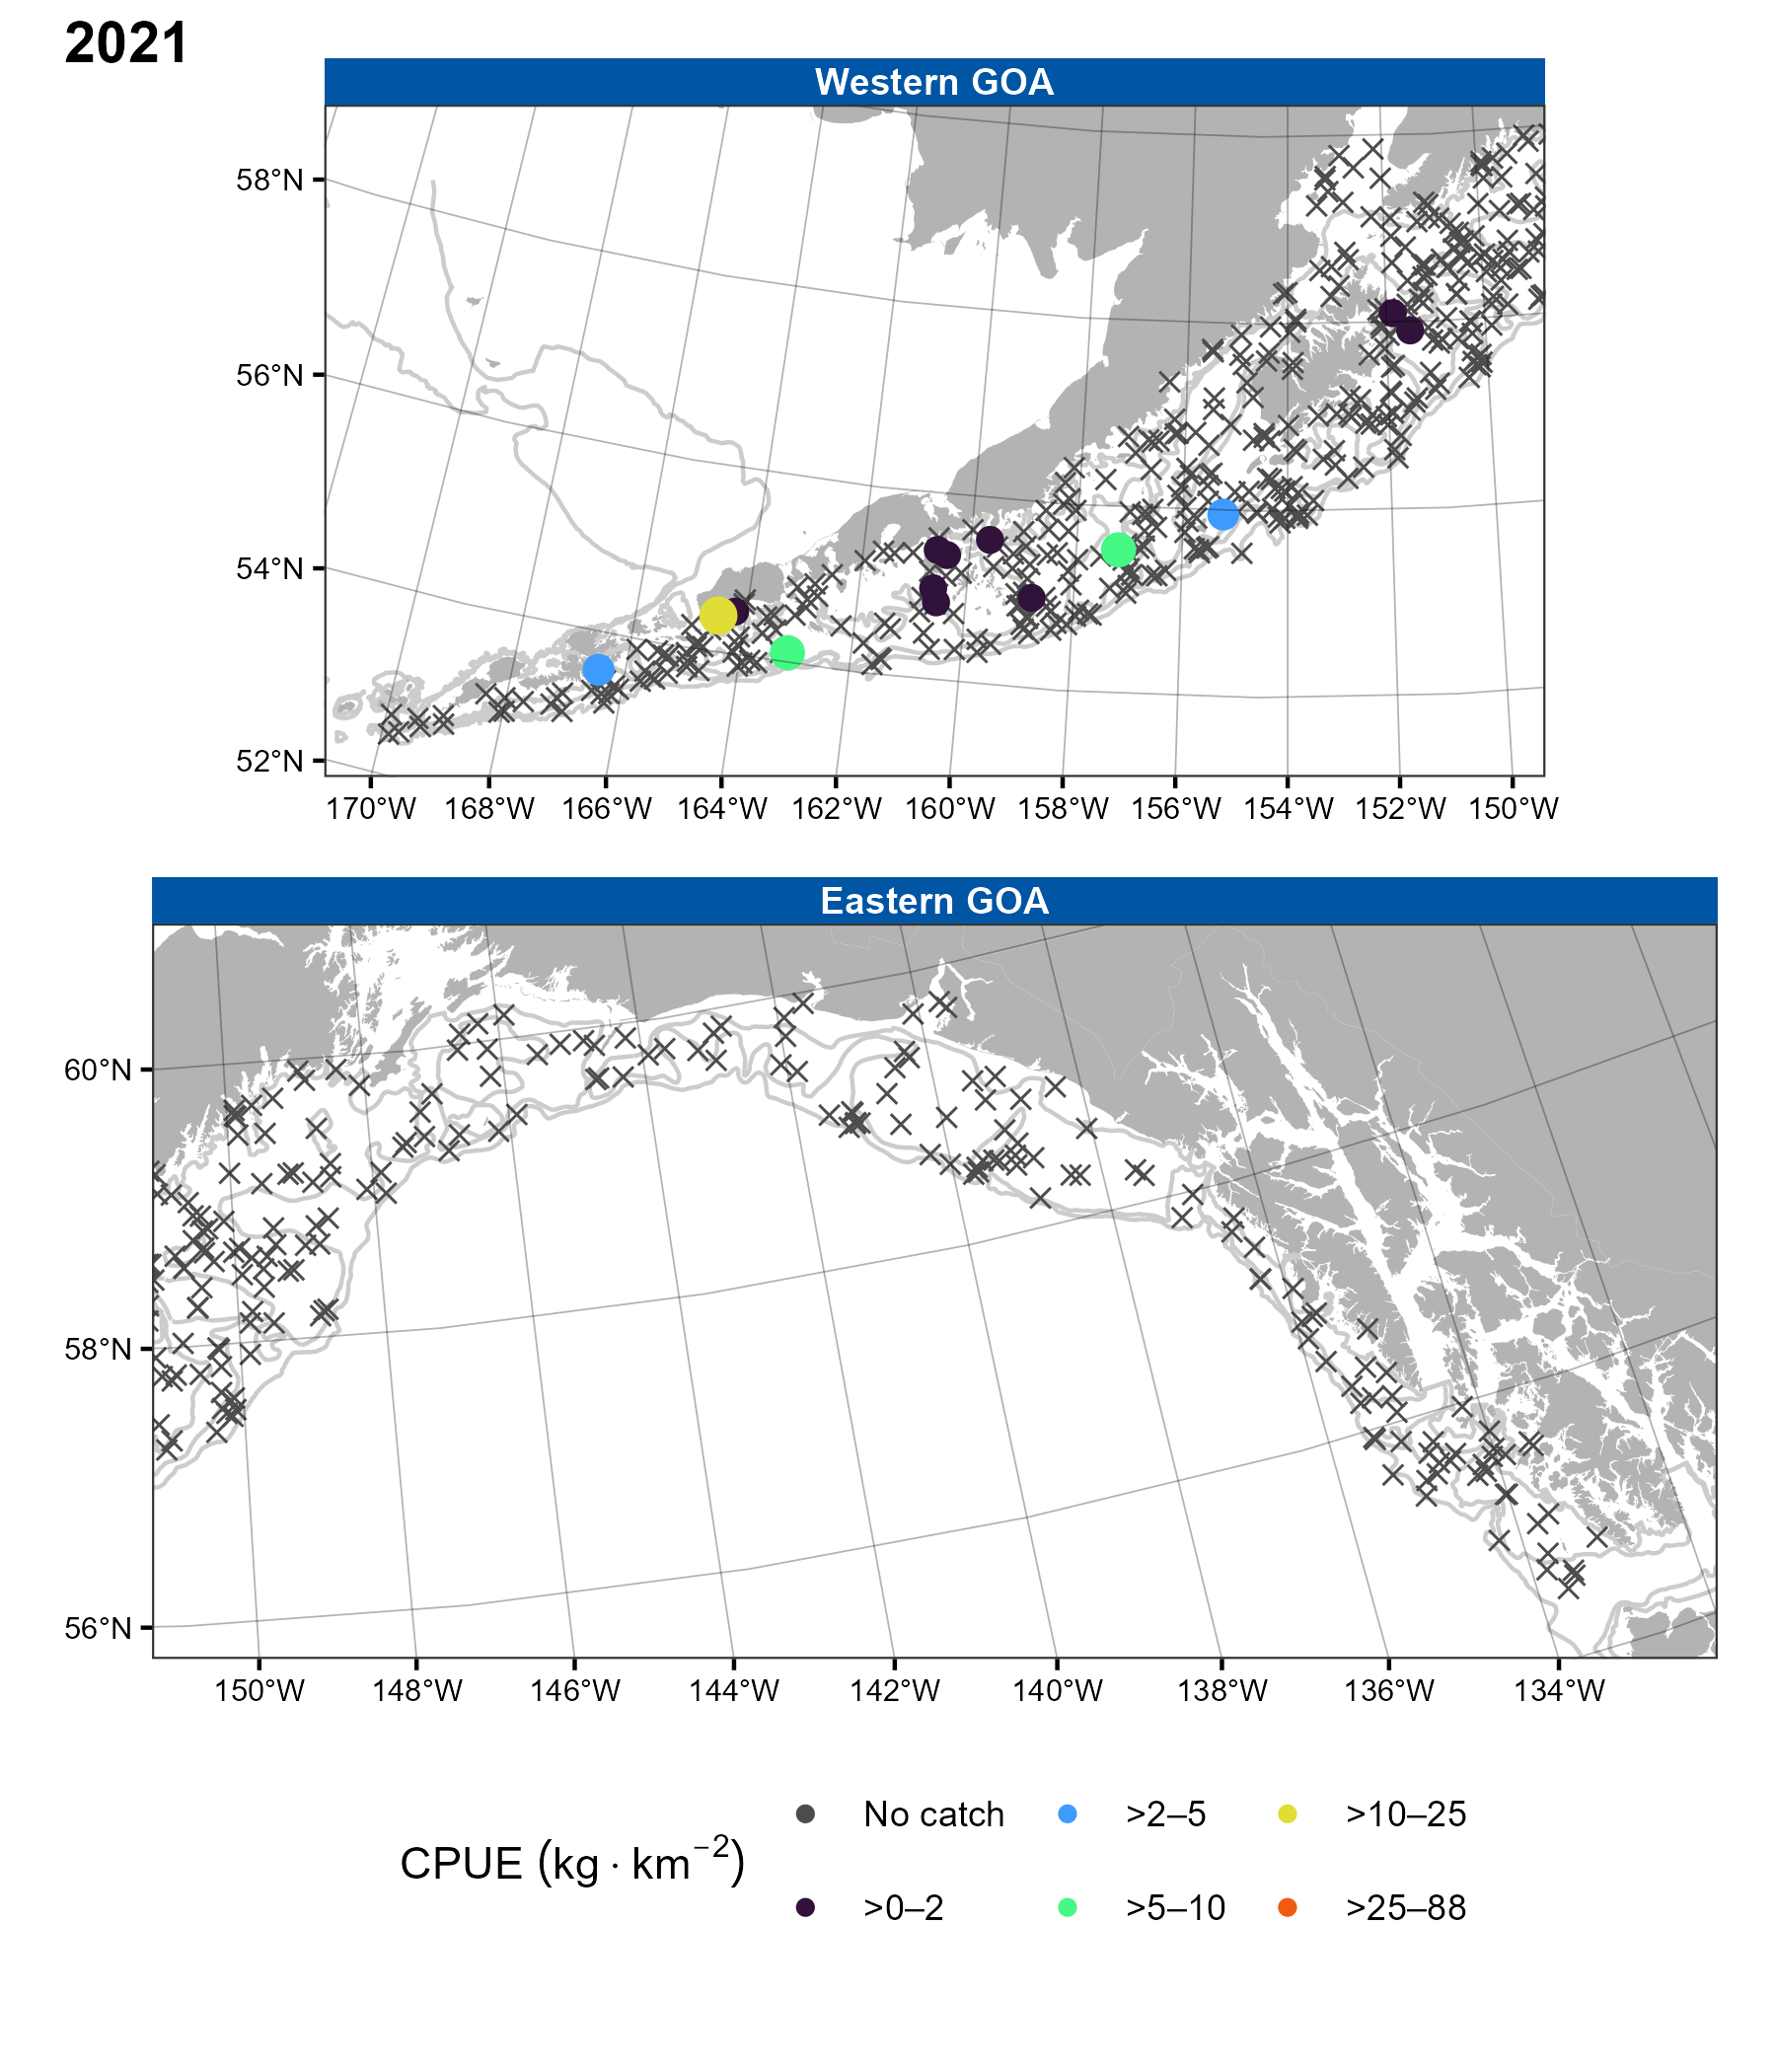 2021
Western GOA
58°N
56°N
54°N
52°N
170°W 168°W 166°W 164°W 162°W 160°W 158°W 156°W 154°W 152°W 150°W
Eastern GOA
60°N
58°N
56°N
150°W 148°W 146°W 144°W 142°W 140°W 138°W 136°W 134°W
CPUE (kg · km⁻²)
No catch >2–5 >10–25
>0–2 >5–10 >25–88